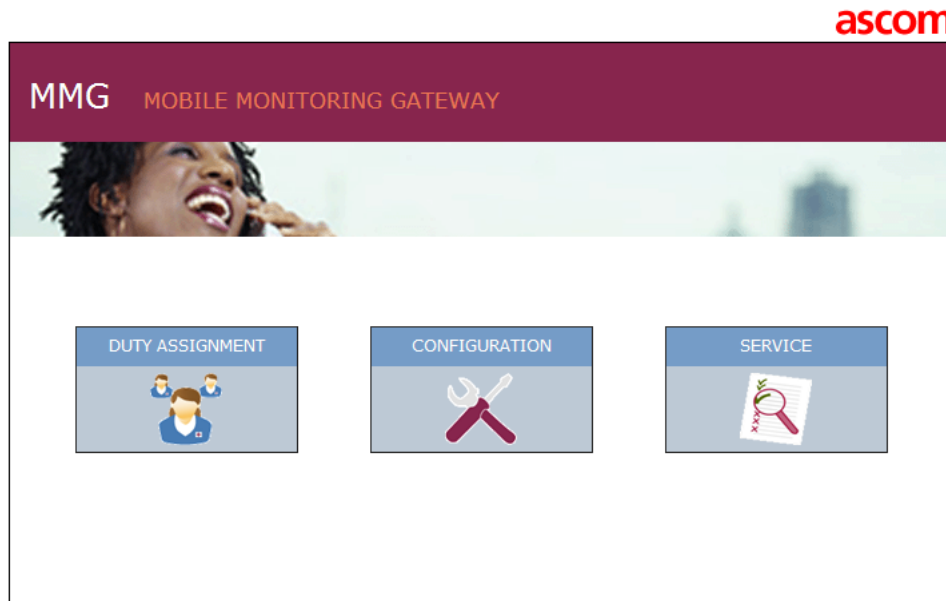 ascom
MMG MOBILE MONITORING GATEWAY
DUTY ASSIGNMENT
CONFIGURATION
SERVICE